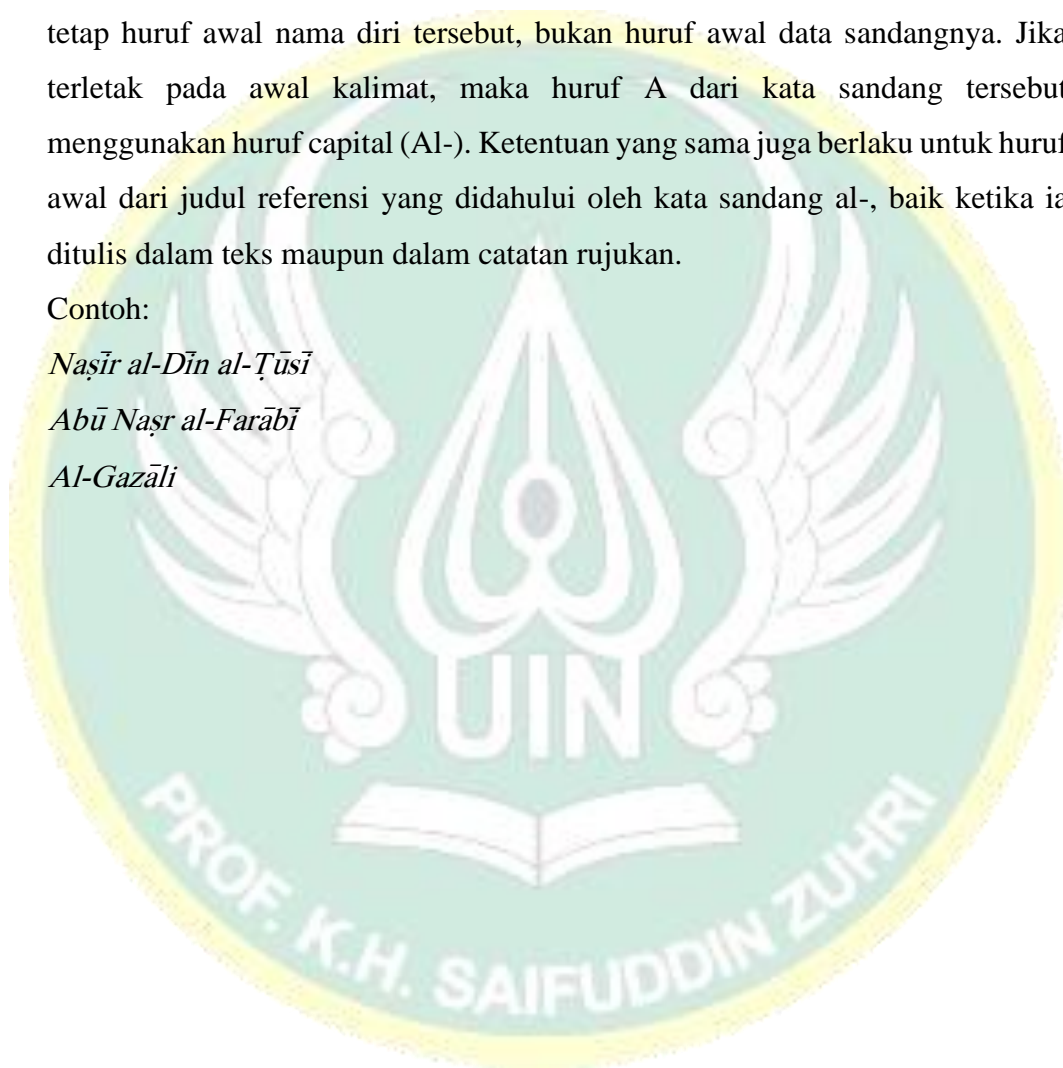 tetap huruf awal nama diri tersebut, bukan huruf awal data sandangnya. Jika
terletak pada awal kalimat, maka huruf A dari kata sandang tersebut
menggunakan huruf capital (Al-). Ketentuan yang sama juga berlaku untuk huruf
awal dari judul referensi yang didahului oleh kata sandang al-, baik ketika ia
ditulis dalam teks maupun dalam catatan rujukan.
Contoh:
Naṣīr al-Dīn al-Ṭūsī
Abū Naṣr al-Farābī
Al-Gazāli
UIN
PROF. K.H. SAIFUDDIN ZUHRI